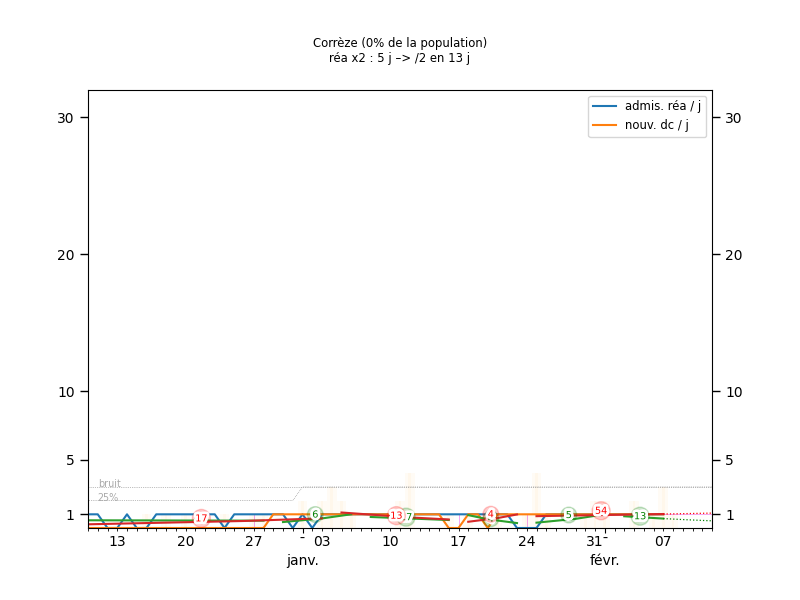 Corrèze (0% de la population)
réa x2 : 5 j –> /2 en 13 j
admis. réa / j
nouv. dc / j
30 30
20 20
10 10
5 5
bruit
25%
1 1
17 6 13 7 4 5 54 13
13 20 27 - 03 10 17 24 31- 07
janv. févr.